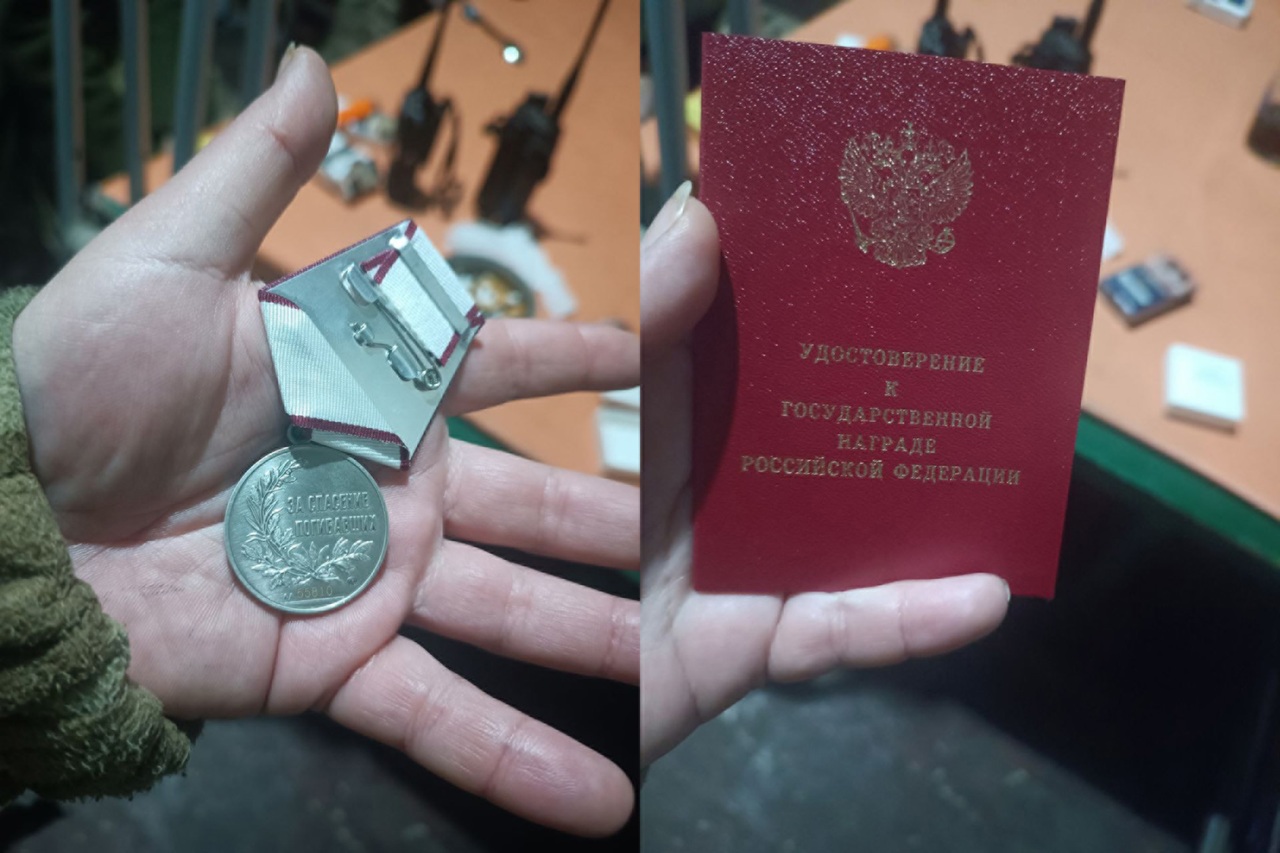 ЗА СПАСЕНИЕ
ПОГИБАВШИХ
УДОСТОВЕРЕНИЕ
К
ГОСУДАРСТВЕННОЙ
НАГРАДЕ
РОССИЙСКОЙ ФЕДЕРАЦИИ